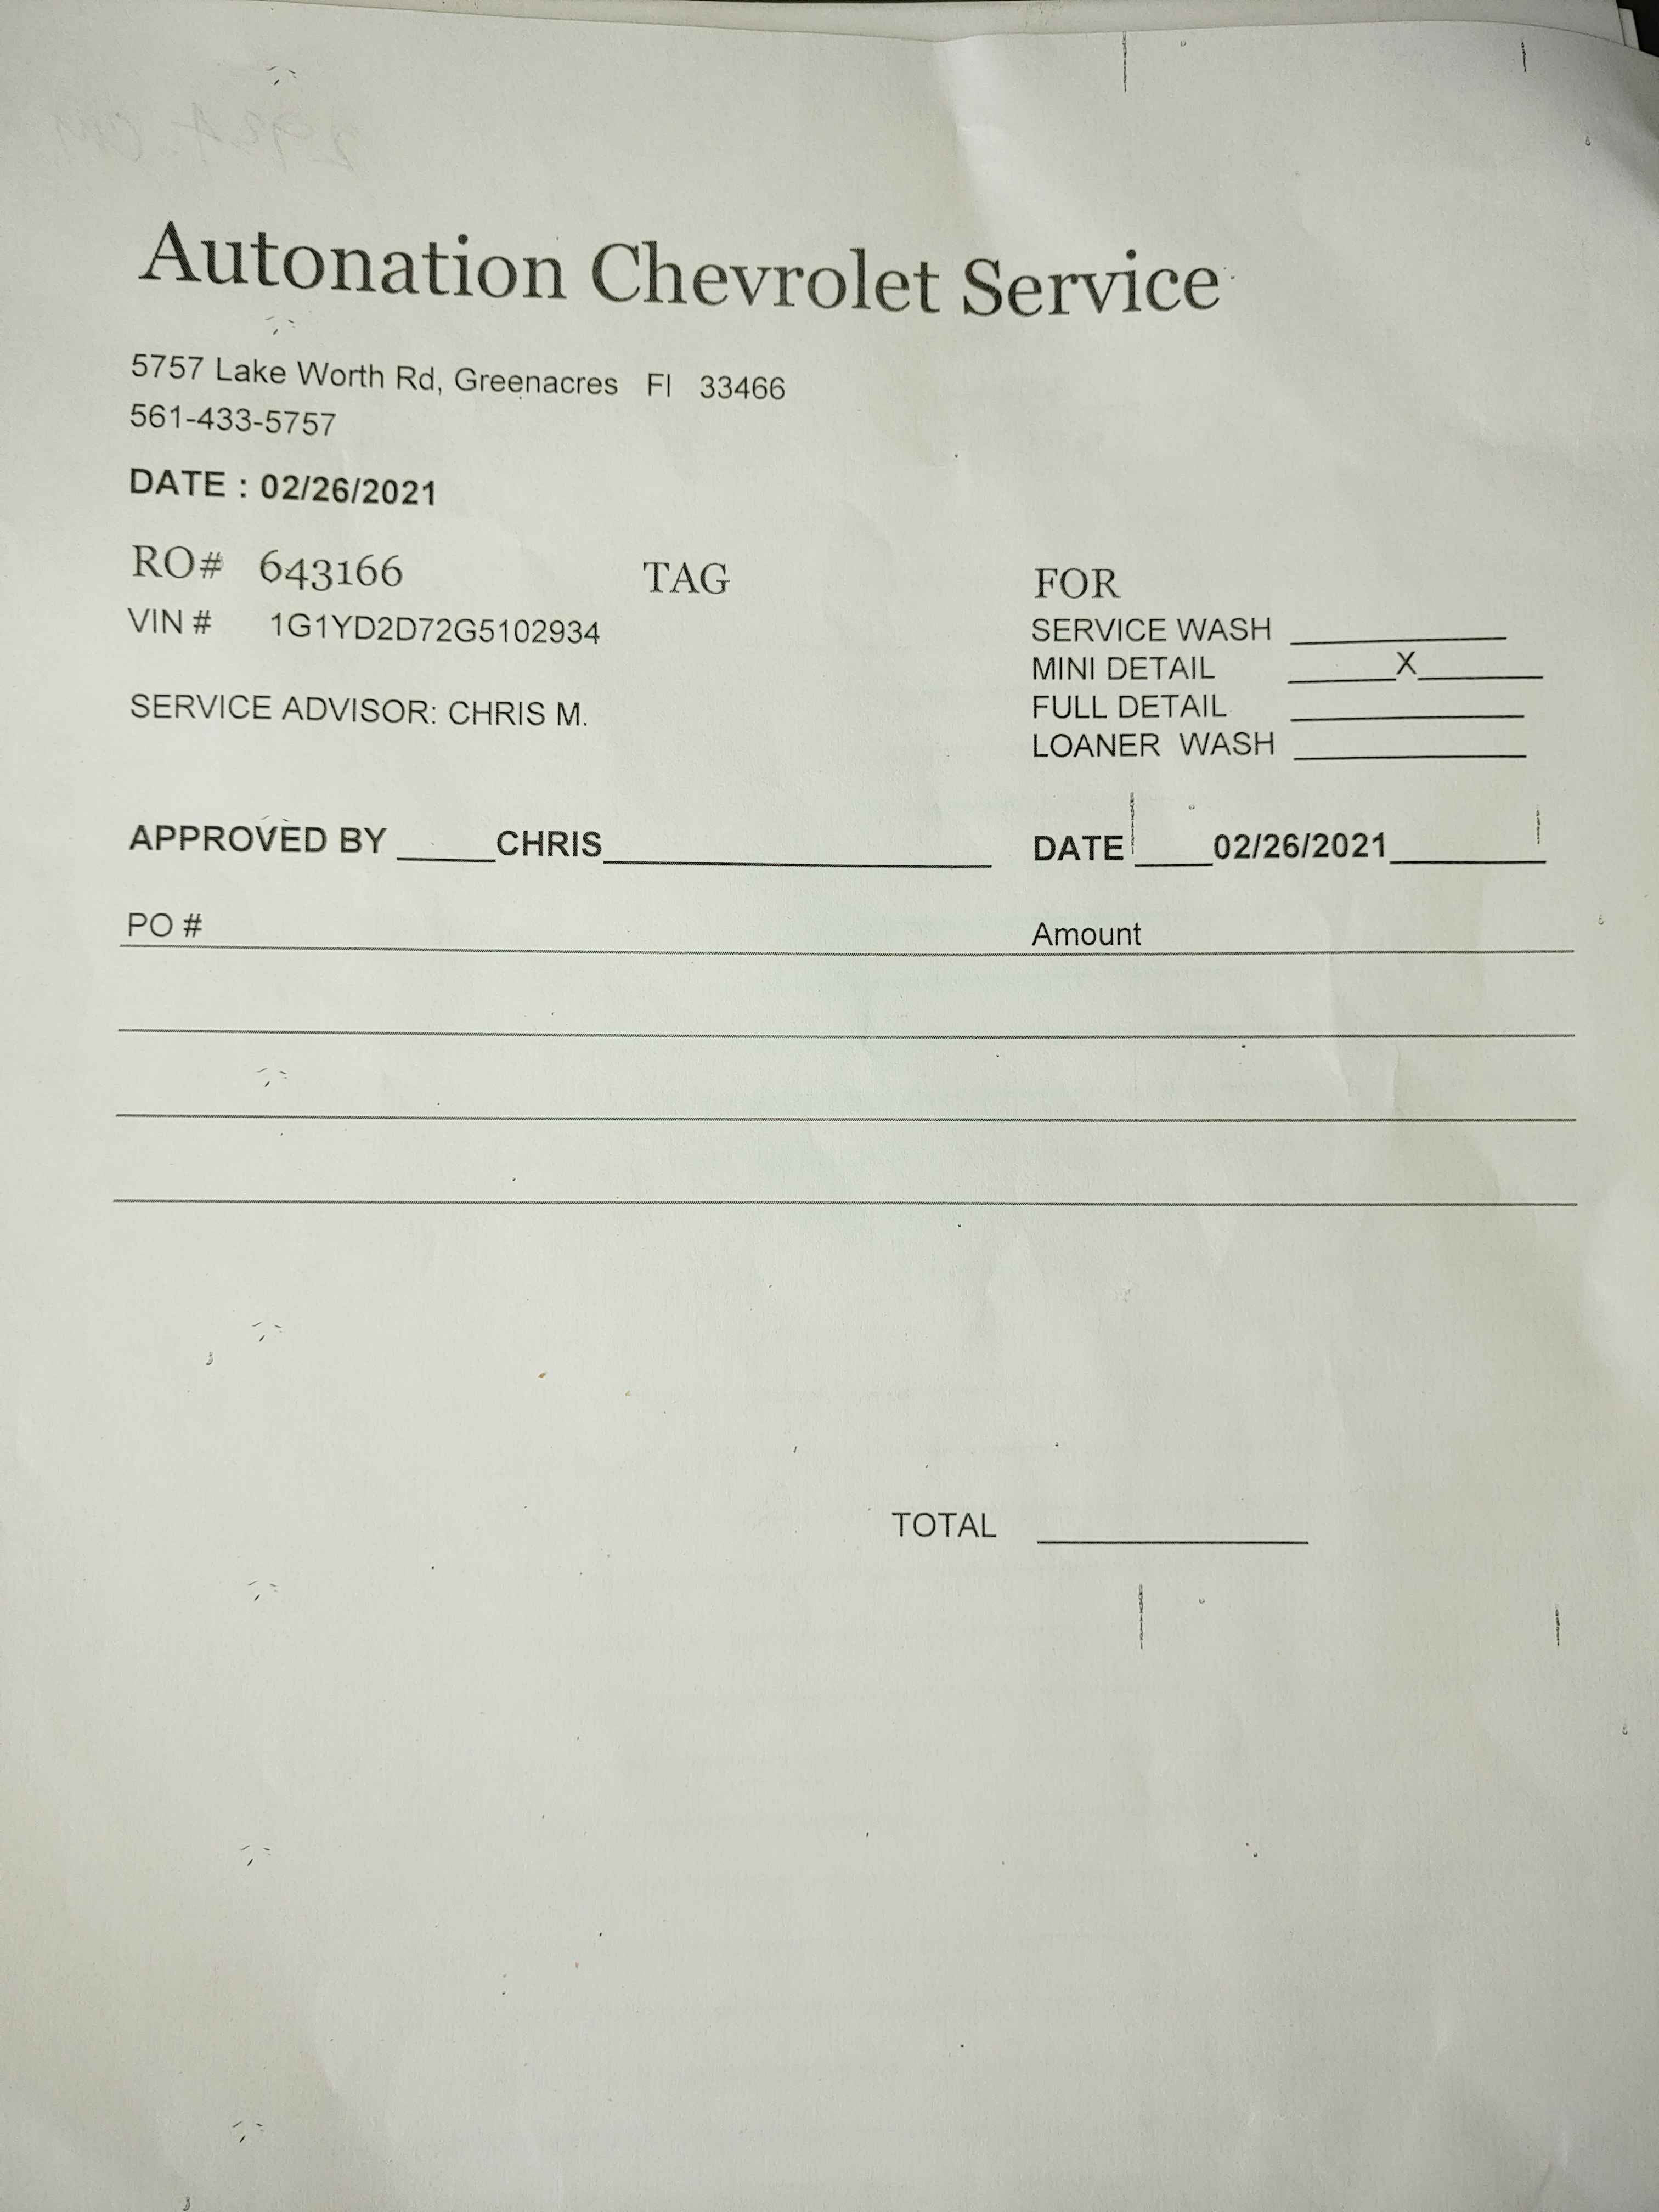 Autonation Chevrolet Service
5757 Lake Worth Rd, Greenacres Fl 33466
561-433-5757
DATE : 02/26/2021
RO# 643166 TAG FOR
VIN # 1G1YD2D72G5102934 SERVICE WASH
MINI DETAIL X
SERVICE ADVISOR: CHRIS M. FULL DETAIL
LOANER WASH
APPROVED BY CHRIS DATE 02/26/2021
PO # Amount
TOTAL